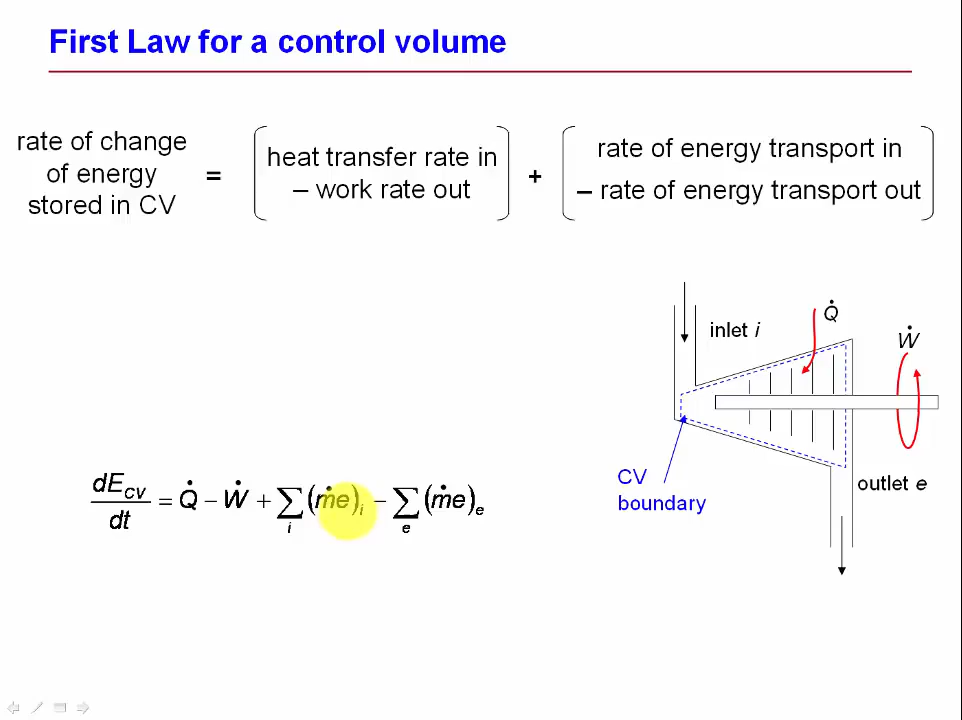 First Law for a control volume
rate of change
of energy
stored in CV
=
heat transfer rate in
– work rate out
+
rate of energy transport in
– rate of energy transport out
inlet i
Q̇
Ẇ
CV
boundary
outlet e
dE_CV/dt = Q̇ − Ẇ + ∑_i (ṁe)_i − ∑_e (ṁe)_e